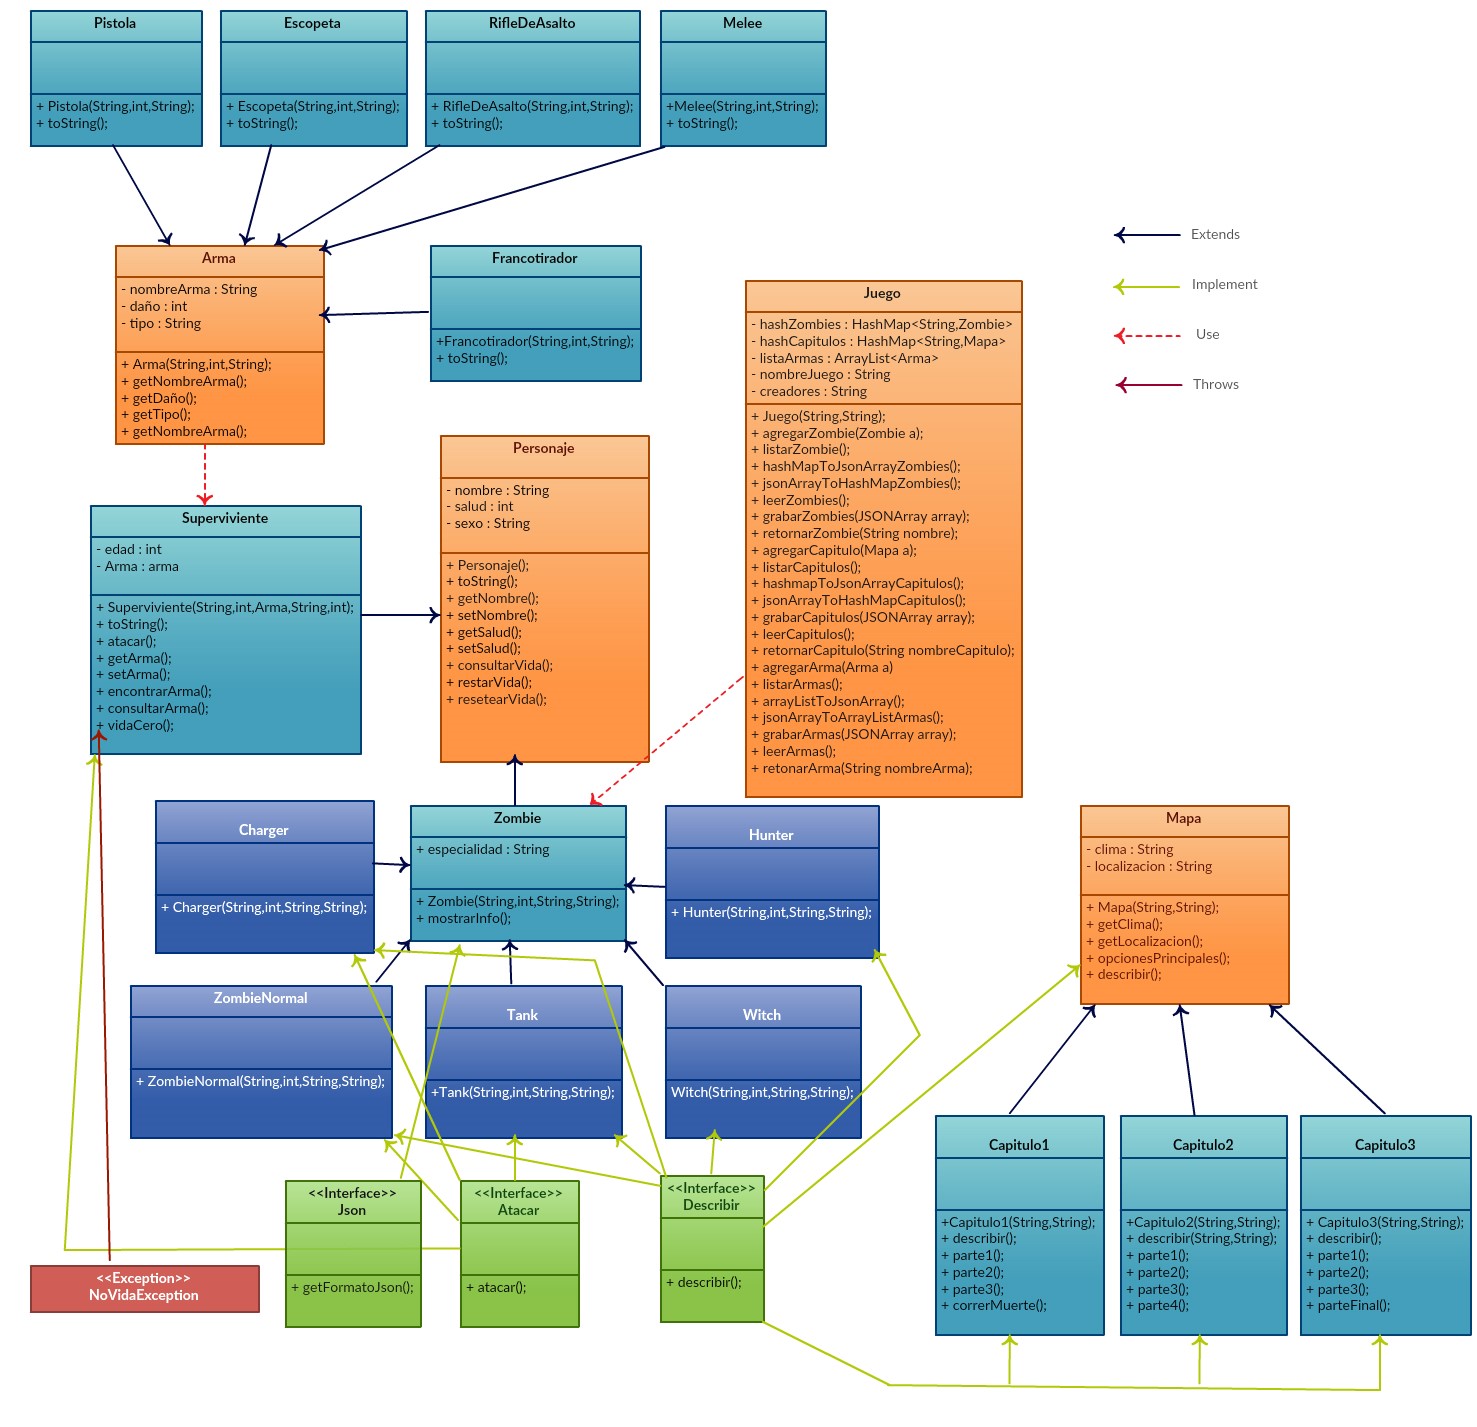 Pistola
+ Pistola(String,int,String);
+ toString();
Escopeta
+ Escopeta(String,int,String);
+ toString();
RifleDeAsalto
+ RifleDeAsalto(String,int,String);
+ toString();
Melee
+Melee(String,int,String);
+ toString();
Arma
- nombreArma : String
- daño : int
- tipo : String
+ Arma(String,int,String);
+ getNombreArma();
+ getDaño();
+ getTipo();
+ getNombreArma();
Francotirador
+Francotirador(String,int,String);
+ toString();
Extends
Implement
Use
Throws
Juego
- hashZombies : HashMap<String,Zombie>
- hashCapitulos : HashMap<String,Mapa>
- listaArmas : ArrayList<Arma>
- nombreJuego : String
- creadores : String
+ Juego(String,String);
+ agregarZombie(Zombie a);
+ listarZombie();
+ hashMapToJsonArrayZombies();
+ jsonArrayToHashMapZombies();
+ leerZombies();
+ grabarZombies(JSONArray array);
+ retornarZombie(String nombre);
+ agregarCapitulo(Mapa a);
+ listarCapitulos();
+ hashmapToJsonArrayCapitulos();
+ jsonArrayToHashMapCapitulos();
+ grabarCapitulos(JSONArray array);
+ leerCapitulos();
+ retornarCapitulo(String nombreCapitulo);
+ agregarArma(Arma a)
+ listarArmas();
+ arrayListToJsonArray();
+ jsonArrayToArrayListArmas();
+ grabarArmas(JSONArray array);
+ leerArmas();
+ retonarArma(String nombreArma);
Personaje
- nombre : String
- salud : int
- sexo : String
+ Personaje();
+ toString();
+ getNombre();
+ setNombre();
+ getSalud();
+ setSalud();
+ consultarVida();
+ restarVida();
+ resetearVida();
Superviviente
- edad : int
- Arma : arma
+ Superviviente(String,int,Arma,String,int);
+ toString();
+ atacar();
+ getArma();
+ setArma();
+ encontrarArma();
+ consultarArma();
+ vidaCero();
Charger
+ Charger(String,int,String,String);
Zombie
+ especialidad : String
+ Zombie(String,int,String,String);
+ mostrarInfo();
Hunter
+ Hunter(String,int,String,String);
Mapa
- clima : String
- localizacion : String
+ Mapa(String,String);
+ getClima();
+ getLocalizacion();
+ opcionesPrincipales();
+ describir();
ZombieNormal
+ ZombieNormal(String,int,String,String);
Tank
+Tank(String,int,String,String);
Witch
Witch(String,int,String,String);
Capitulo1
+Capitulo1(String,String);
+ describir();
+ parte1();
+ parte2();
+ parte3();
+ correrMuerte();
Capitulo2
+Capitulo2(String,String);
+ describir(String,String);
+ parte1();
+ parte2();
+ parte3();
+ parte4();
Capitulo3
+ Capitulo3(String,String);
+ describir();
+ parte1();
+ parte2();
+ parte3();
+ parteFinal();
<<Interface>>
Json
+ getFormatoJson();
<<Interface>>
Atacar
+ atacar();
<<Interface>>
Describir
+ describir();
<<Exception>>
NoVidaException